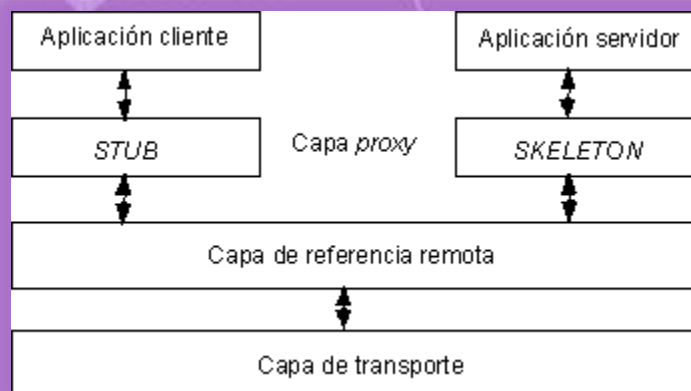 Aplicación cliente
Aplicación servidor
STUB
Capa proxy
SKELETON
Capa de referencia remota
Capa de transporte